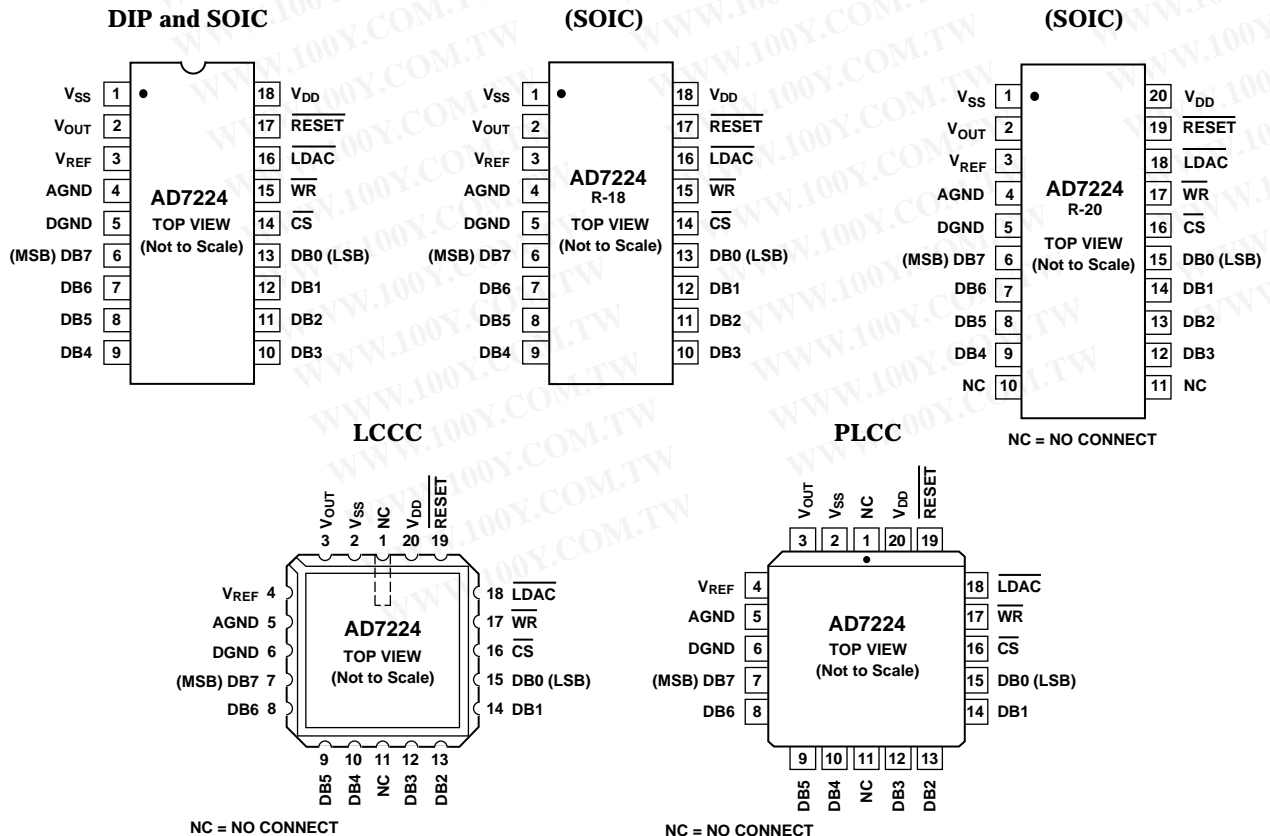 DIP and SOIC
VSS 1
VOUT 2
VREF 3
AGND 4
DGND 5
(MSB) DB7 6
DB6 7
DB5 8
DB4 9
AD7224
TOP VIEW
(Not to Scale)
18 VDD
17 RESET
16 LDAC
15 WR
14 CS
13 DB0 (LSB)
12 DB1
11 DB2
10 DB3
(SOIC)
VSS 1
VOUT 2
VREF 3
AGND 4
DGND 5
(MSB) DB7 6
DB6 7
DB5 8
DB4 9
AD7224
R-18
TOP VIEW
(Not to Scale)
18 VDD
17 RESET
16 LDAC
15 WR
14 CS
13 DB0 (LSB)
12 DB1
11 DB2
10 DB3
(SOIC)
VSS 1
VOUT 2
VREF 3
AGND 4
DGND 5
(MSB) DB7 6
DB6 7
DB5 8
DB4 9
NC 10
AD7224
R-20
TOP VIEW
(Not to Scale)
20 VDD
19 RESET
18 LDAC
17 WR
16 CS
15 DB0 (LSB)
14 DB1
13 DB2
12 DB3
11 NC
NC = NO CONNECT
LCCC
VOUT VSS NC VDD RESET
3 2 1 20 19
VREF 4
AGND 5
DGND 6
(MSB) DB7 7
DB6 8
AD7224
TOP VIEW
(Not to Scale)
18 LDAC
17 WR
16 CS
15 DB0 (LSB)
14 DB1
9 10 11 12 13
DB5 DB4 NC DB3 DB2
NC = NO CONNECT
PLCC
VOUT VSS NC VDD RESET
3 2 1 20 19
VREF 4
AGND 5
DGND 6
(MSB) DB7 7
DB6 8
AD7224
TOP VIEW
(Not to Scale)
18 LDAC
17 WR
16 CS
15 DB0 (LSB)
14 DB1
9 10 11 12 13
DB5 DB4 NC DB3 DB2
NC = NO CONNECT
WWW.100Y.COM.TW